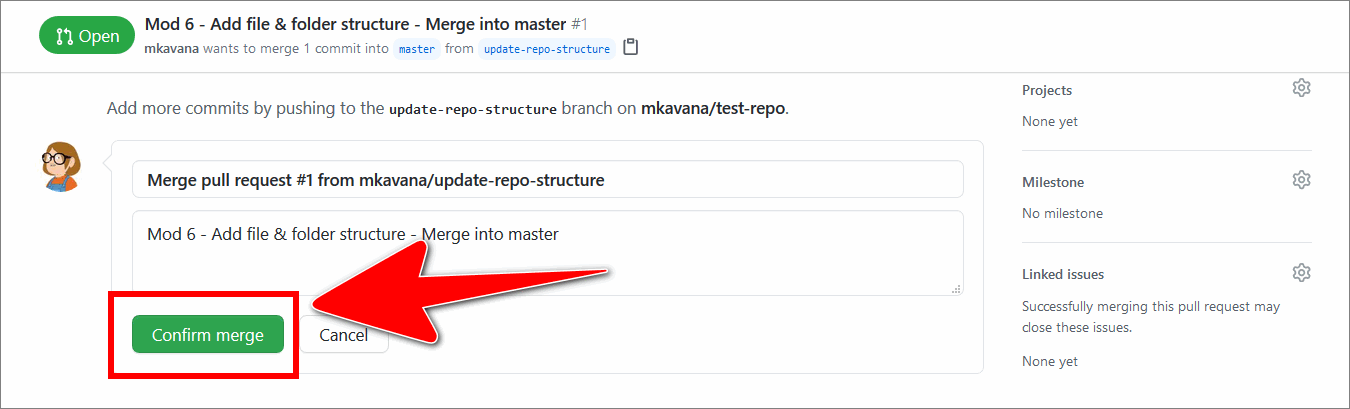 Open
Mod 6 - Add file & folder structure - Merge into master #1
mkavana wants to merge 1 commit into master from update-repo-structure
Add more commits by pushing to the update-repo-structure branch on mkavana/test-repo.
Merge pull request #1 from mkavana/update-repo-structure
Mod 6 - Add file & folder structure - Merge into master
Confirm merge
Cancel
Projects
None yet
Milestone
No milestone
Linked issues
Successfully merging this pull request may
close these issues.
None yet